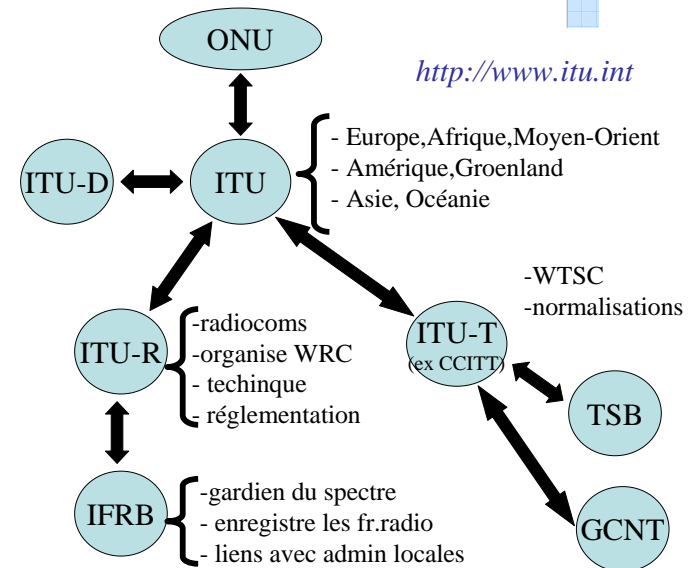 ONU
http://www.itu.int
ITU-D
ITU
- Europe,Afrique,Moyen-Orient
- Amérique,Groenland
- Asie, Océanie
ITU-R
-radiocoms
-organise WRC
- techinque
- réglementation
-WTSC
-normalisations
ITU-T
(ex CCITT)
TSB
IFRB
-gardien du spectre
- enregistre les fr.radio
- liens avec admin locales
GCNT